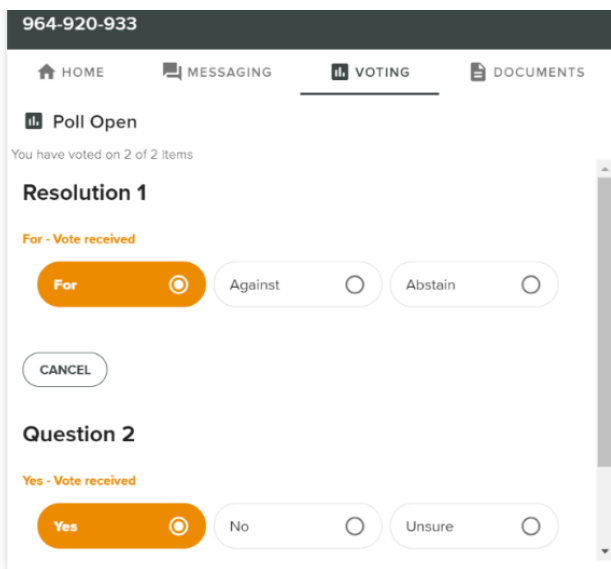 964-920-933
HOME MESSAGING VOTING DOCUMENTS
Poll Open
You have voted on 2 of 2 items
Resolution 1
For - Vote received
For Against Abstain
CANCEL
Question 2
Yes - Vote received
Yes No Unsure